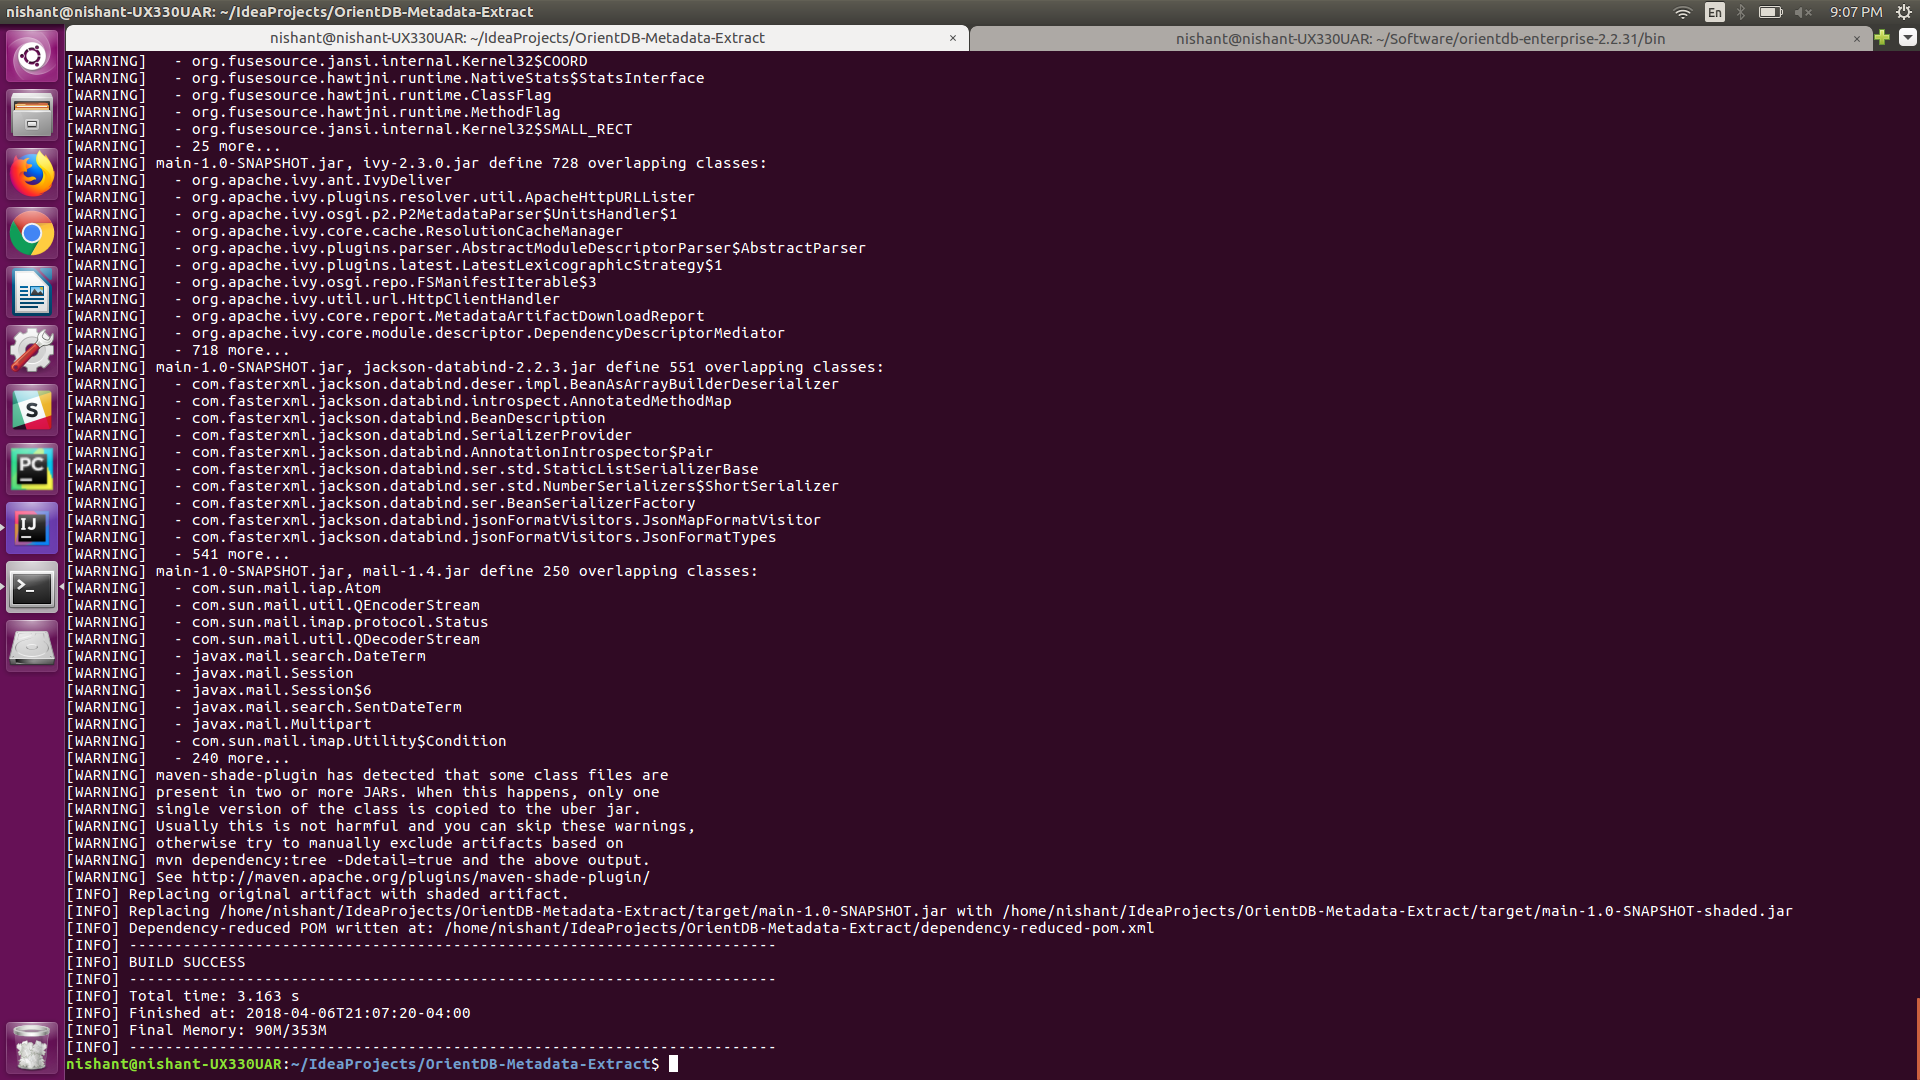 nishant@nishant-UX330UAR: ~/IdeaProjects/OrientDB-Metadata-Extract
En
9:07 PM
nishant@nishant-UX330UAR: ~/IdeaProjects/OrientDB-Metadata-Extract ×
nishant@nishant-UX330UAR: ~/Software/orientdb-enterprise-2.2.31/bin ×
[WARNING]   - org.fusesource.jansi.internal.Kernel32$COORD
[WARNING]   - org.fusesource.hawtjni.runtime.NativeStats$StatsInterface
[WARNING]   - org.fusesource.hawtjni.runtime.ClassFlag
[WARNING]   - org.fusesource.hawtjni.runtime.MethodFlag
[WARNING]   - org.fusesource.jansi.internal.Kernel32$SMALL_RECT
[WARNING]   - 25 more...
[WARNING] main-1.0-SNAPSHOT.jar, ivy-2.3.0.jar define 728 overlapping classes:
[WARNING]   - org.apache.ivy.ant.IvyDeliver
[WARNING]   - org.apache.ivy.plugins.resolver.util.ApacheHttpURLLister
[WARNING]   - org.apache.ivy.osgi.p2.P2MetadataParser$UnitsHandler$1
[WARNING]   - org.apache.ivy.core.cache.ResolutionCacheManager
[WARNING]   - org.apache.ivy.plugins.parser.AbstractModuleDescriptorParser$AbstractParser
[WARNING]   - org.apache.ivy.plugins.latest.LatestLexicographicStrategy$1
[WARNING]   - org.apache.ivy.osgi.repo.FSManifestIterable$3
[WARNING]   - org.apache.ivy.util.url.HttpClientHandler
[WARNING]   - org.apache.ivy.core.report.MetadataArtifactDownloadReport
[WARNING]   - org.apache.ivy.core.module.descriptor.DependencyDescriptorMediator
[WARNING]   - 718 more...
[WARNING] main-1.0-SNAPSHOT.jar, jackson-databind-2.2.3.jar define 551 overlapping classes:
[WARNING]   - com.fasterxml.jackson.databind.deser.impl.BeanAsArrayBuilderDeserializer
[WARNING]   - com.fasterxml.jackson.databind.introspect.AnnotatedMethodMap
[WARNING]   - com.fasterxml.jackson.databind.BeanDescription
[WARNING]   - com.fasterxml.jackson.databind.SerializerProvider
[WARNING]   - com.fasterxml.jackson.databind.AnnotationIntrospector$Pair
[WARNING]   - com.fasterxml.jackson.databind.ser.std.StaticListSerializerBase
[WARNING]   - com.fasterxml.jackson.databind.ser.std.NumberSerializers$ShortSerializer
[WARNING]   - com.fasterxml.jackson.databind.ser.BeanSerializerFactory
[WARNING]   - com.fasterxml.jackson.databind.jsonFormatVisitors.JsonMapFormatVisitor
[WARNING]   - com.fasterxml.jackson.databind.jsonFormatVisitors.JsonFormatTypes
[WARNING]   - 541 more...
[WARNING] main-1.0-SNAPSHOT.jar, mail-1.4.jar define 250 overlapping classes:
[WARNING]   - com.sun.mail.iap.Atom
[WARNING]   - com.sun.mail.util.QEncoderStream
[WARNING]   - com.sun.mail.imap.protocol.Status
[WARNING]   - com.sun.mail.util.QDecoderStream
[WARNING]   - javax.mail.search.DateTerm
[WARNING]   - javax.mail.Session
[WARNING]   - javax.mail.Session$6
[WARNING]   - javax.mail.search.SentDateTerm
[WARNING]   - javax.mail.Multipart
[WARNING]   - com.sun.mail.imap.Utility$Condition
[WARNING]   - 240 more...
[WARNING] maven-shade-plugin has detected that some class files are
[WARNING] present in two or more JARs. When this happens, only one
[WARNING] single version of the class is copied to the uber jar.
[WARNING] Usually this is not harmful and you can skip these warnings,
[WARNING] otherwise try to manually exclude artifacts based on
[WARNING] mvn dependency:tree -Ddetail=true and the above output.
[WARNING] See http://maven.apache.org/plugins/maven-shade-plugin/
[INFO] Replacing original artifact with shaded artifact.
[INFO] Replacing /home/nishant/IdeaProjects/OrientDB-Metadata-Extract/target/main-1.0-SNAPSHOT.jar with /home/nishant/IdeaProjects/OrientDB-Metadata-Extract/target/main-1.0-SNAPSHOT-shaded.jar
[INFO] Dependency-reduced POM written at: /home/nishant/IdeaProjects/OrientDB-Metadata-Extract/dependency-reduced-pom.xml
[INFO] ------------------------------------------------------------------------
[INFO] BUILD SUCCESS
[INFO] ------------------------------------------------------------------------
[INFO] Total time: 3.163 s
[INFO] Finished at: 2018-04-06T21:07:20-04:00
[INFO] Final Memory: 90M/353M
[INFO] ------------------------------------------------------------------------
nishant@nishant-UX330UAR:~/IdeaProjects/OrientDB-Metadata-Extract$
S
PC
IJ
>_